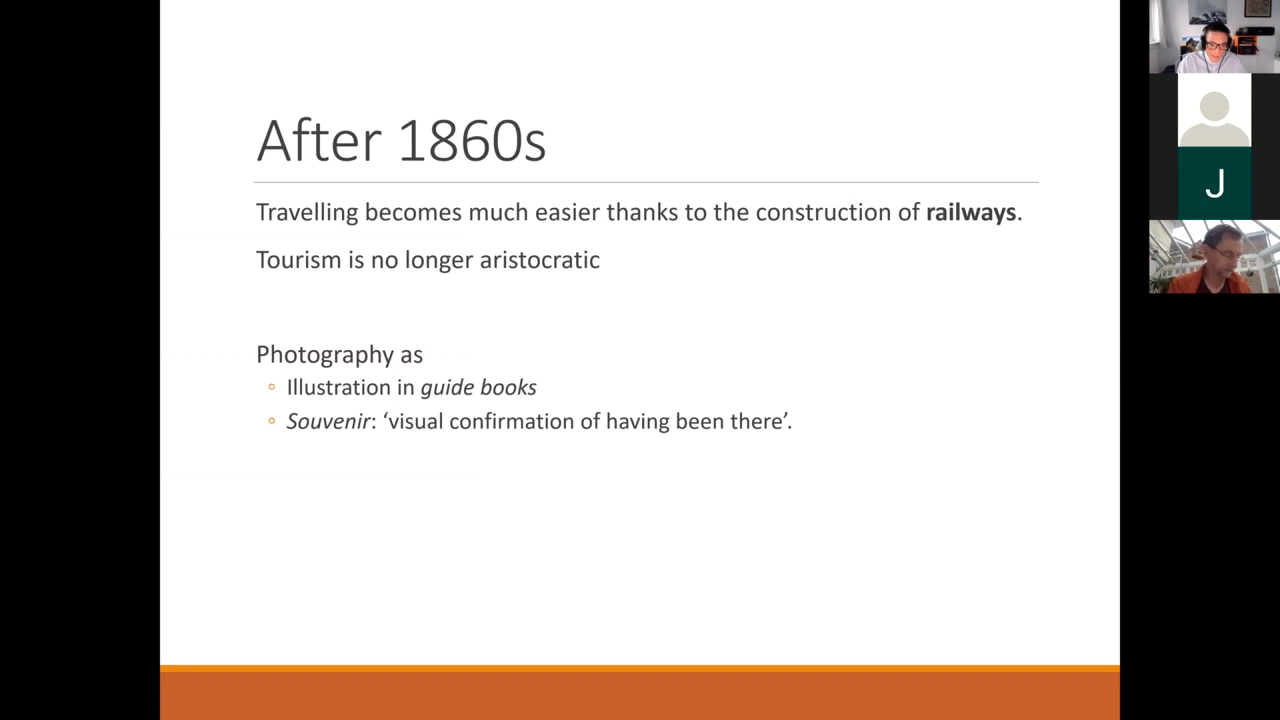 After 1860s
Travelling becomes much easier thanks to the construction of railways.
Tourism is no longer aristocratic
Photography as
◦ Illustration in guide books
◦ Souvenir: ‘visual confirmation of having been there’.
J